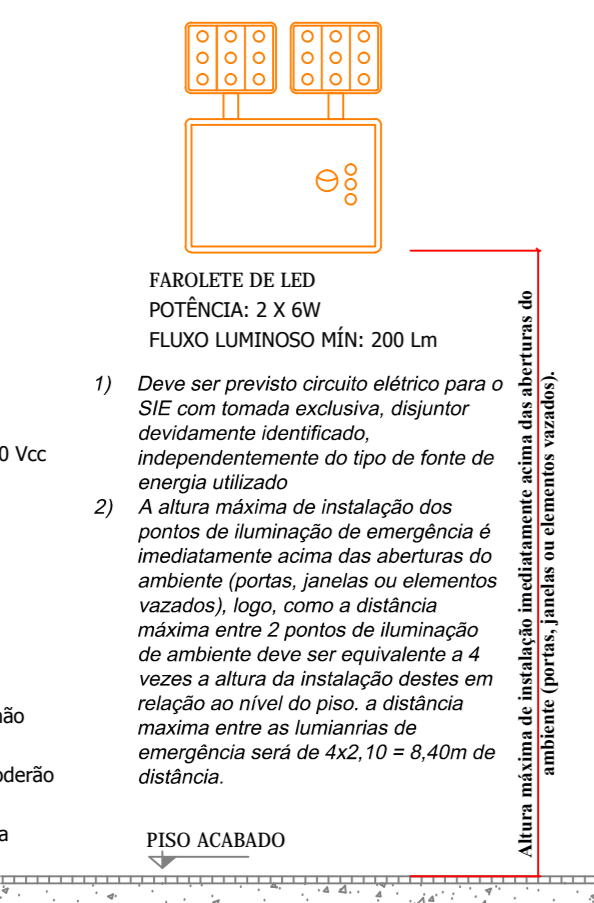 FAROLETE DE LED
POTÊNCIA: 2 X 6W
FLUXO LUMINOSO MÍN: 200 Lm
1) Deve ser previsto circuito elétrico para o
SIE com tomada exclusiva, disjuntor
devidamente identificado,
independentemente do tipo de fonte de
energia utilizado
2) A altura máxima de instalação dos
pontos de iluminação de emergência é
imediatamente acima das aberturas do
ambiente (portas, janelas ou elementos
vazados), logo, como a distância
máxima entre 2 pontos de iluminação
de ambiente deve ser equivalente a 4
vezes a altura da instalação destes em
relação ao nível do piso. a distância
maxima entre as lumianrias de
emergência será de 4x2,10 = 8,40m de
distância.
Altura máxima de instalação imediatamente acima das aberturas do
ambiente (portas, janelas ou elementos vazados).
0 Vcc
não
oderão
a
PISO ACABADO